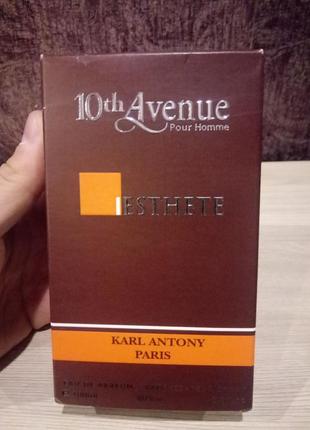 10th Avenue
Pour Homme
ESTHETE
KARL ANTONY
PARIS
EAU DE PARFUM